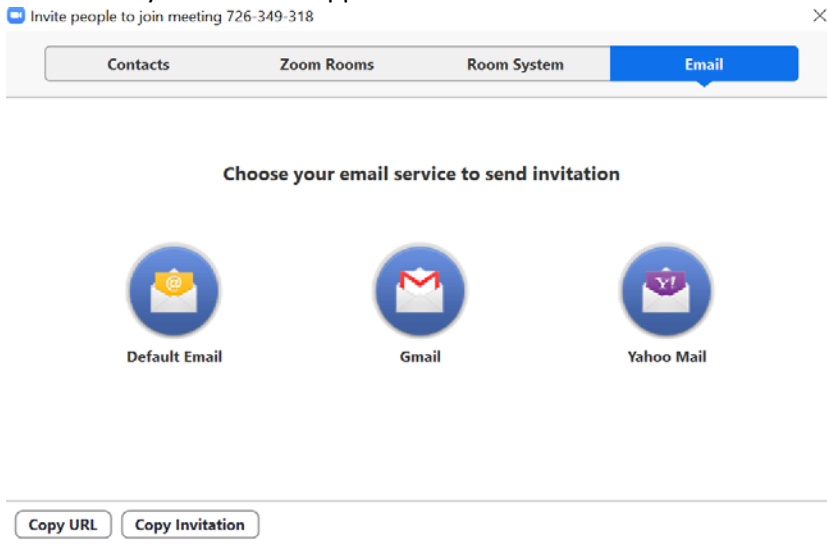 Invite people to join meeting 726-349-318
Contacts Zoom Rooms Room System Email
Choose your email service to send invitation
@ Y!
Default Email Gmail Yahoo Mail
Copy URL Copy Invitation